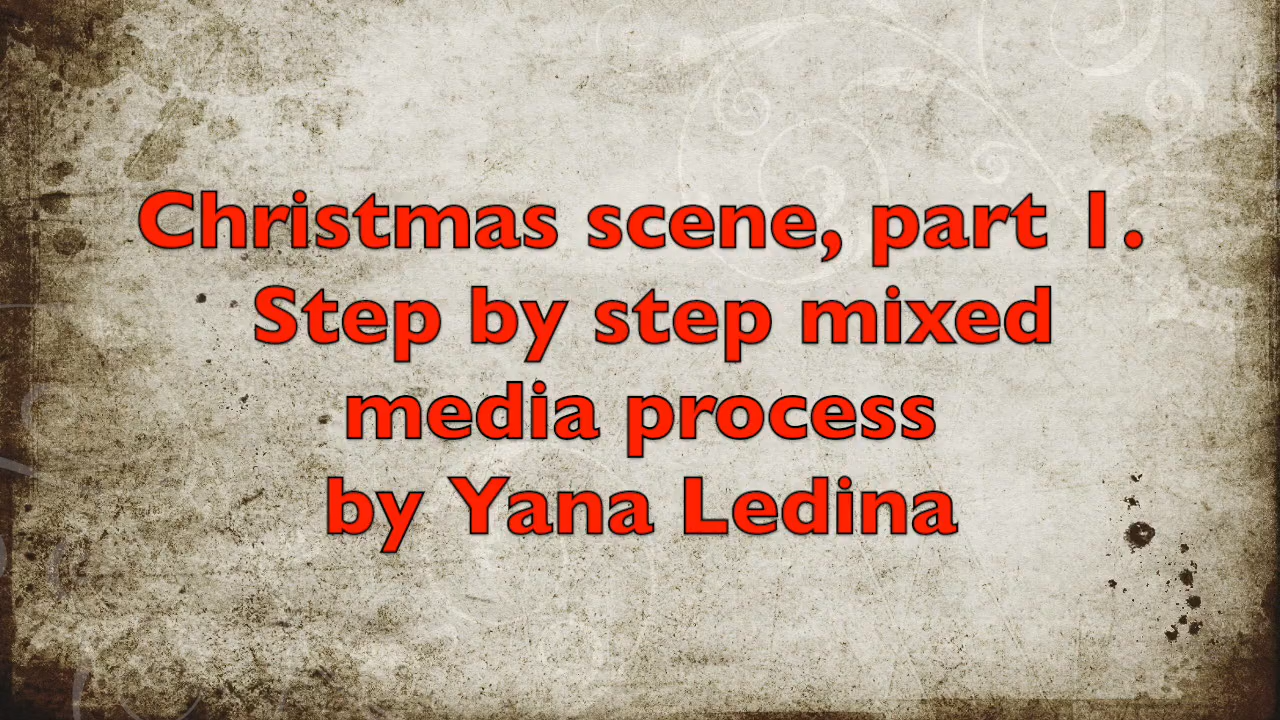 Christmas scene, part 1.
Step by step mixed
media process
by Yana Ledina